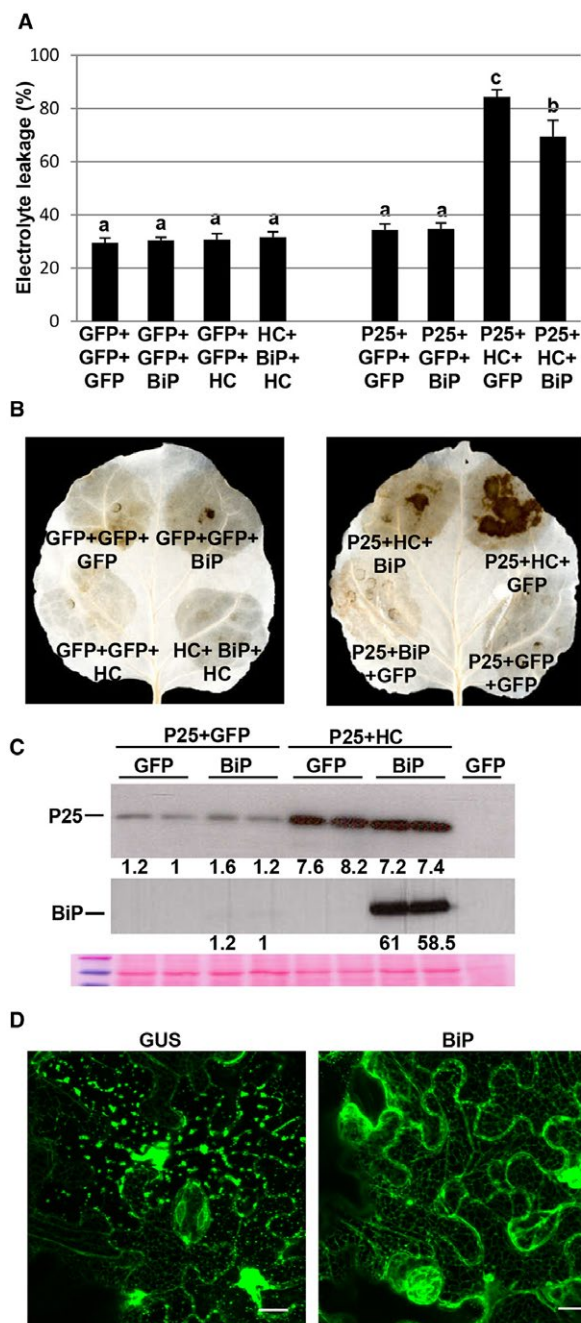 A
Electrolyte leakage (%)
100
80
60
40
20
0
a
a
a
a
a
a
c
b
GFP+
GFP+
GFP
GFP+
GFP+
BiP
GFP+
GFP+
HC
HC+
BiP+
HC
P25+
GFP+
GFP
P25+
GFP+
BiP
P25+
HC+
GFP
P25+
HC+
BiP
B
GFP+GFP+
GFP
GFP+GFP+
BiP
GFP+GFP+
HC
HC+ BiP+
HC
P25+HC+
BiP
P25+HC+
GFP
P25+BiP
+GFP
P25+GFP
+GFP
C
P25+GFP P25+HC
GFP BiP GFP BiP GFP
P25
1.2 1 1.6 1.2 7.6 8.2 7.2 7.4
BiP
1.2 1 61 58.5
D
GUS BiP